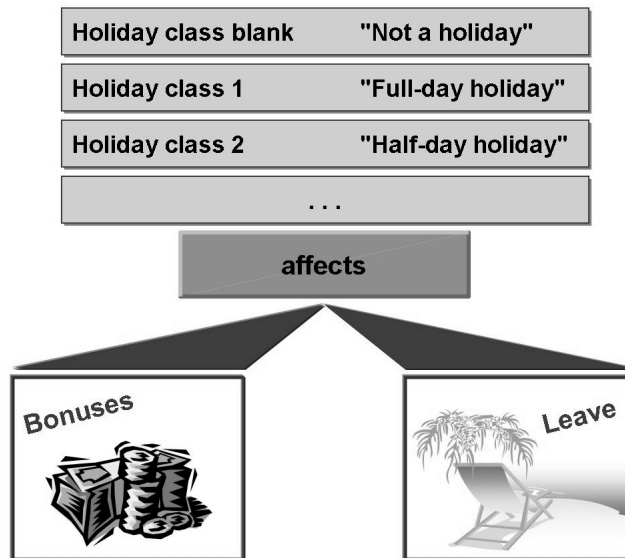 Holiday class blank "Not a holiday"
Holiday class 1 "Full-day holiday"
Holiday class 2 "Half-day holiday"
. . .
affects
Bonuses
Leave